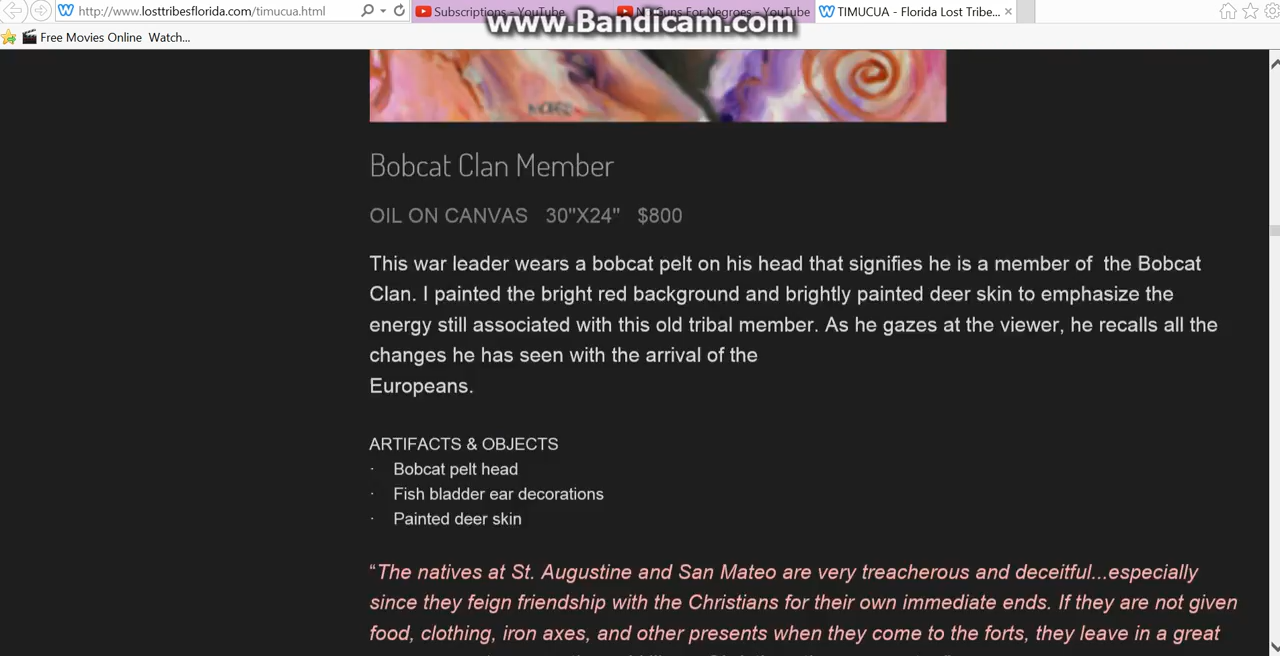 http://www.losttribesflorida.com/timucua.html
Subscriptions - YouTube
Guns For Negroes - YouTube
TIMUCUA - Florida Lost Tribe...
www.Bandicam.com
Free Movies Online Watch...
Bobcat Clan Member
OIL ON CANVAS 30"X24" $800
This war leader wears a bobcat pelt on his head that signifies he is a member of the Bobcat
Clan. I painted the bright red background and brightly painted deer skin to emphasize the
energy still associated with this old tribal member. As he gazes at the viewer, he recalls all the
changes he has seen with the arrival of the
Europeans.
ARTIFACTS & OBJECTS
· Bobcat pelt head
· Fish bladder ear decorations
· Painted deer skin
“The natives at St. Augustine and San Mateo are very treacherous and deceitful...especially
since they feign friendship with the Christians for their own immediate ends. If they are not given
food, clothing, iron axes, and other presents when they come to the forts, they leave in a great